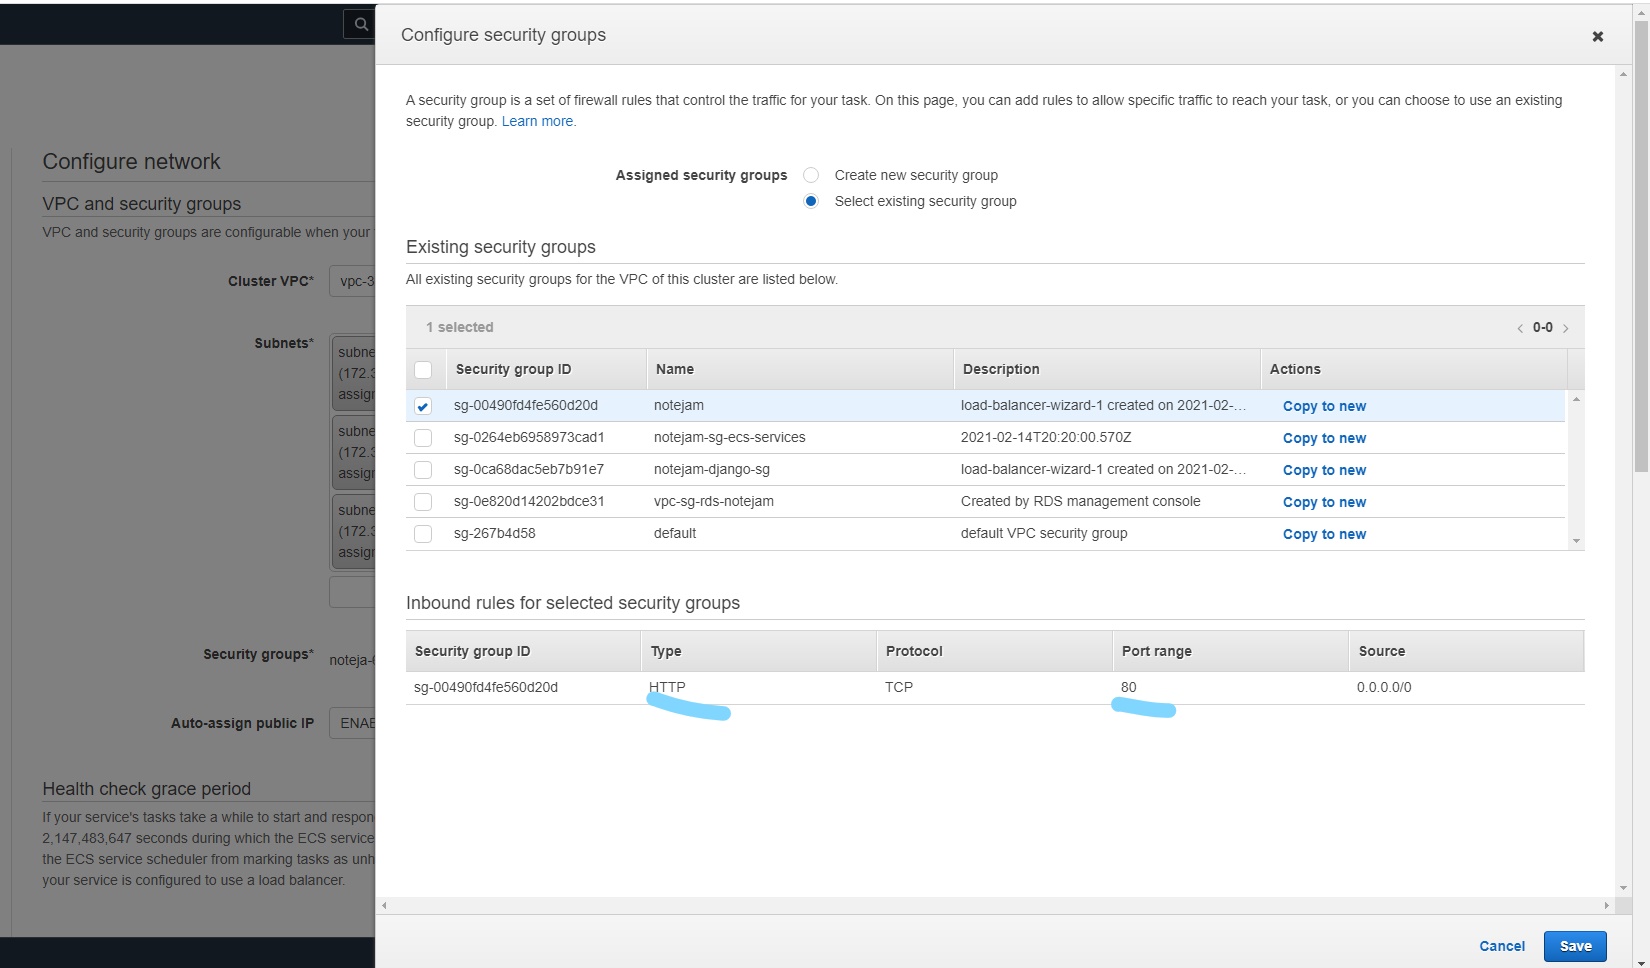 Configure security groups
A security group is a set of firewall rules that control the traffic for your task. On this page, you can add rules to allow specific traffic to reach your task, or you can choose to use an existing
security group. Learn more.
Assigned security groups
Create new security group
Select existing security group
Existing security groups
All existing security groups for the VPC of this cluster are listed below.
1 selected
0-0
Security group ID Name Description Actions
sg-00490fd4fe560d20d notejam load-balancer-wizard-1 created on 2021-02-... Copy to new
sg-0264eb6958973cad1 notejam-sg-ecs-services 2021-02-14T20:20:00.570Z Copy to new
sg-0ca68dac5eb7b91e7 notejam-django-sg load-balancer-wizard-1 created on 2021-02-... Copy to new
sg-0e820d14202bdce31 vpc-sg-rds-notejam Created by RDS management console Copy to new
sg-267b4d58 default default VPC security group Copy to new
Inbound rules for selected security groups
Security group ID Type Protocol Port range Source
sg-00490fd4fe560d20d HTTP TCP 80 0.0.0.0/0
Cancel Save
Configure network
VPC and security groups
VPC and security groups are configurable when your
Cluster VPC* vpc-3
Subnets*
subne
(172.3
assign
subne
(172.3
assign
subne
(172.3
assign
Security groups* noteja-
Auto-assign public IP ENAB
Health check grace period
If your service's tasks take a while to start and respon
2,147,483,647 seconds during which the ECS service
the ECS service scheduler from marking tasks as unh
your service is configured to use a load balancer.